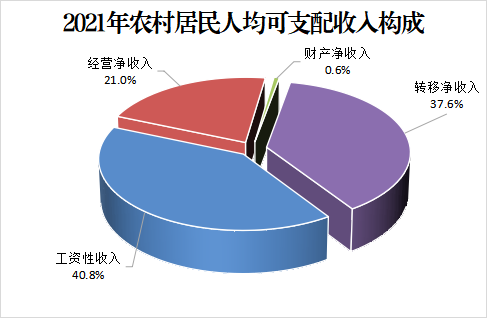 2021年农村居民人均可支配收入构成
财产净收入
0.6%
经营净收入
21.0%
转移净收入
37.6%
工资性收入
40.8%